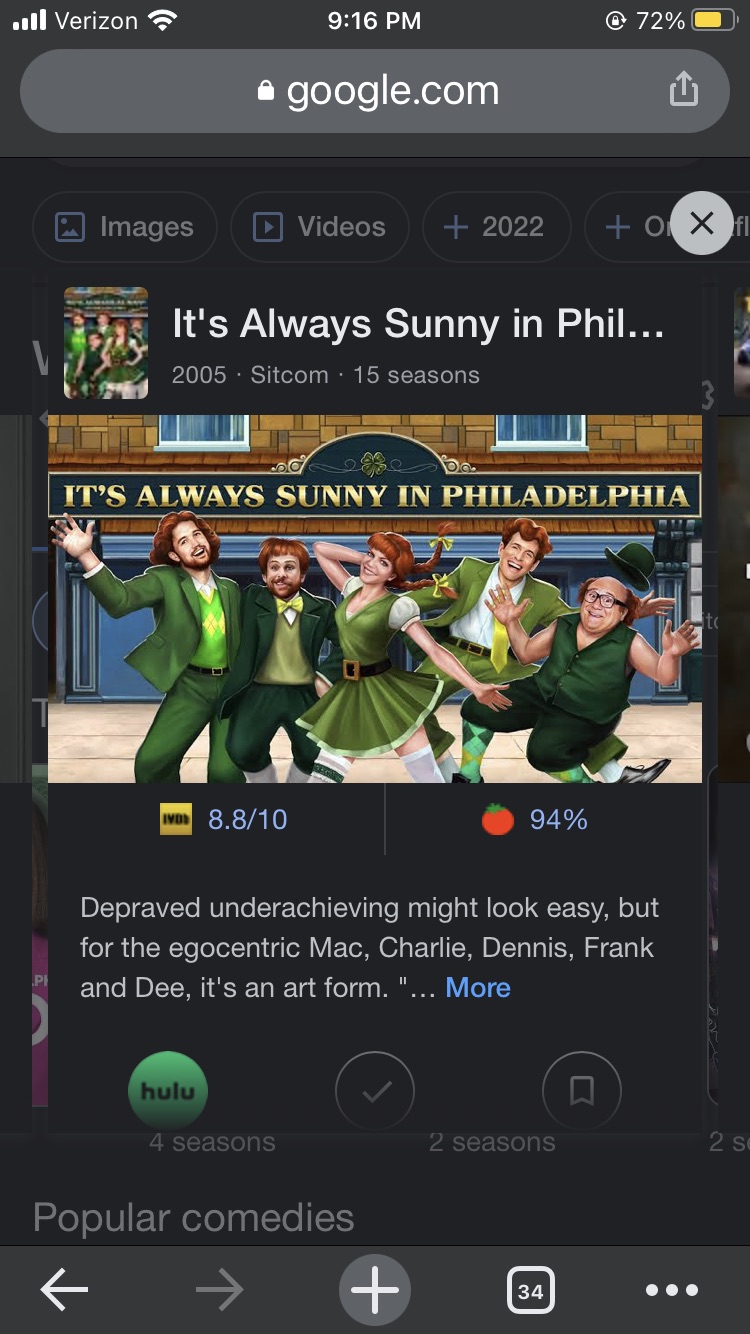 Verizon 9:16 PM 72%
google.com
Images Videos 2022
It's Always Sunny in Phil...
2005 · Sitcom · 15 seasons
IT'S ALWAYS SUNNY IN PHILADELPHIA
IMDb 8.8/10 94%
Depraved underachieving might look easy, but
for the egocentric Mac, Charlie, Dennis, Frank
and Dee, it's an art form. "... More
hulu
4 seasons 2 seasons
Popular comedies
34